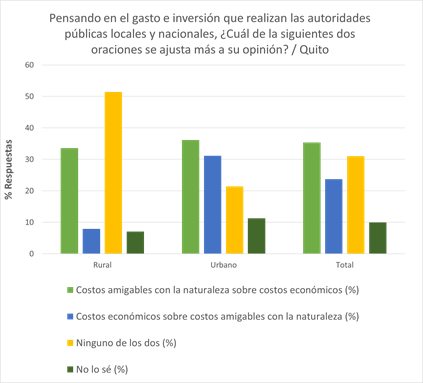 Pensando en el gasto e inversión que realizan las autoridades
públicas locales y nacionales, ¿Cuál de la siguientes dos
oraciones se ajusta más a su opinión? / Quito
60
50
40
30
20
10
0
% Respuestas
Rural
Urbano
Total
Costos amigables con la naturaleza sobre costos económicos (%)
Costos económicos sobre costos amigables con la naturaleza (%)
Ninguno de los dos (%)
No lo sé (%)